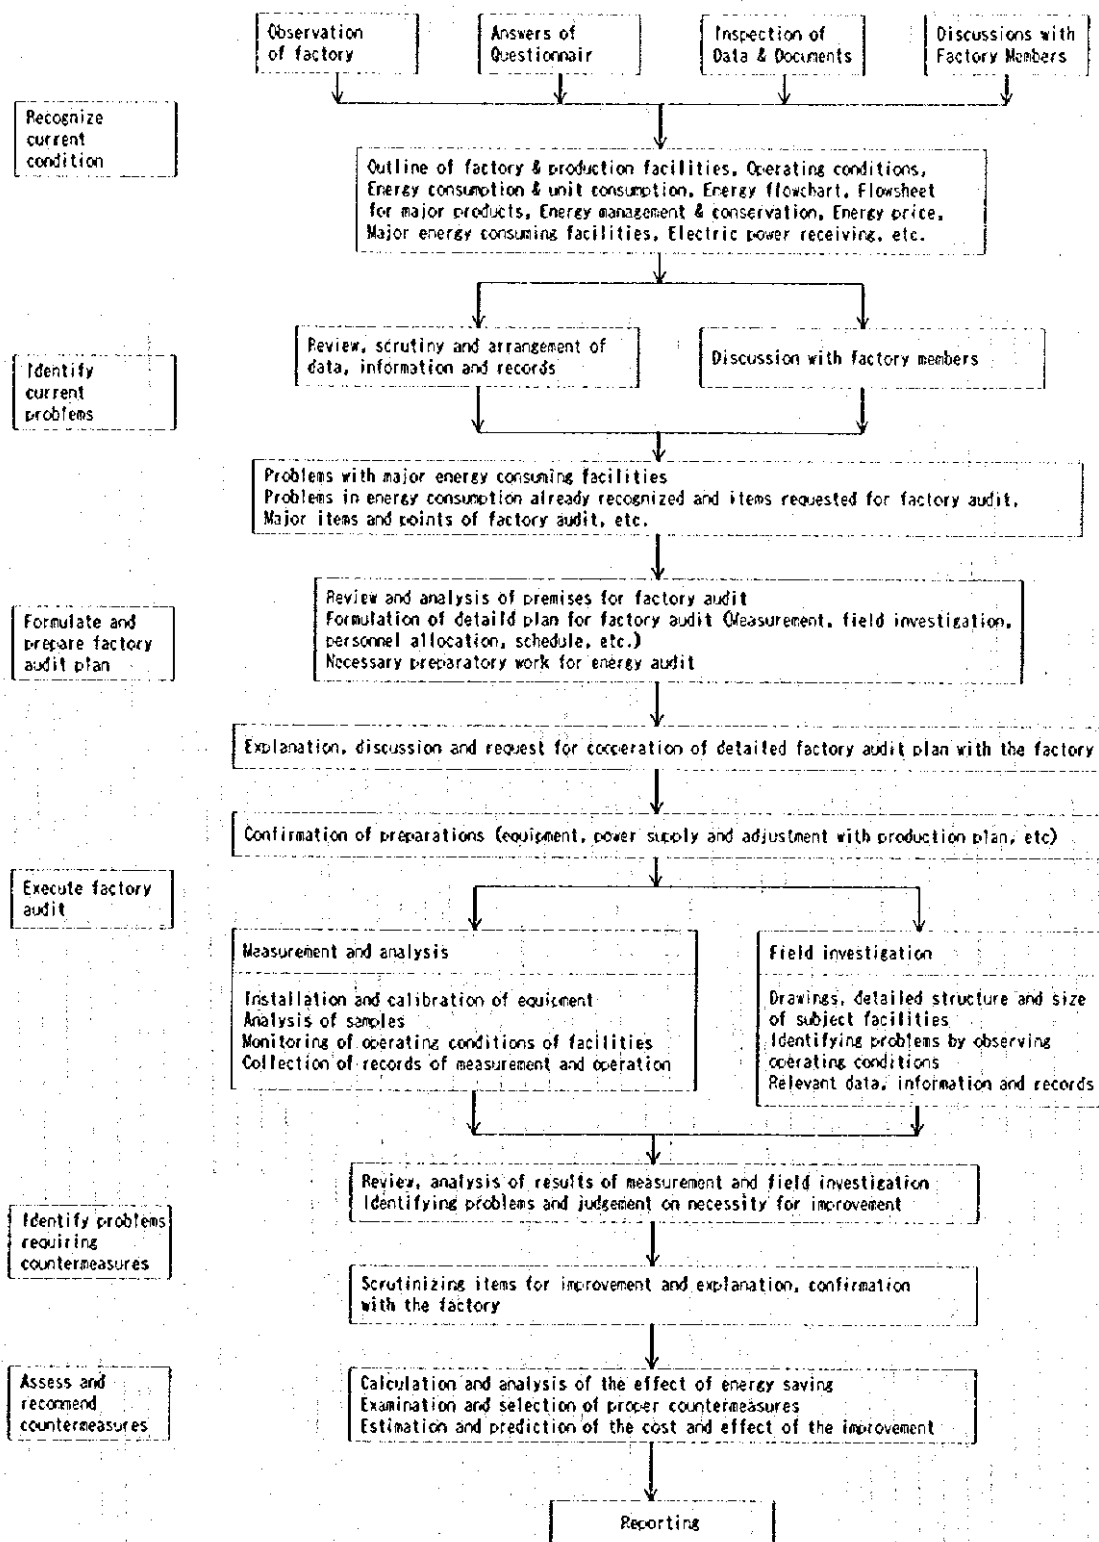 Observation
of factory
Answers of
Questionnair
Inspection of
Data & Documents
Discussions with
Factory Members
Recognize
current
condition
Outline of factory & production facilities, Operating conditions,
Energy consumption & unit consumption, Energy flowchart, Flowsheet
for major products, Energy management & conservation, Energy price,
Major energy consuming facilities, Electric power receiving, etc.
Identify
current
problems
Review, scrutiny and arrangement of
data, information and records
Discussion with factory members
Problems with major energy consuming facilities
Problems in energy consumption already recognized and items requested for factory audit,
Major items and points of factory audit, etc.
Formulate and
prepare factory
audit plan
Review and analysis of premises for factory audit
Formulation of detaild plan for factory audit (Measurement, field investigation,
personnel allocation, schedule, etc.)
Necessary preparatory work for energy audit
Explanation, discussion and request for cooperation of detailed factory audit plan with the factory
Confirmation of preparations (equipment, power supply and adjustment with production plan, etc)
Execute factory
audit
Measurement and analysis
Installation and calibration of equipment
Analysis of samples
Monitoring of operating conditions of facilities
Collection of records of measurement and operation
Field investigation
Drawings, detailed structure and size
of subject facilities
Identifying problems by observing
operating conditions
Relevant data, information and records
Review, analysis of results of measurement and field investigation
Identifying problems and judgement on necessity for improvement
Identify problems
requiring
countermeasures
Scrutinizing items for improvement and explanation, confirmation
with the factory
Assess and
recommend
countermeasures
Calculation and analysis of the effect of energy saving
Examination and selection of proper countermeasures
Estimation and prediction of the cost and effect of the improvement
Reporting